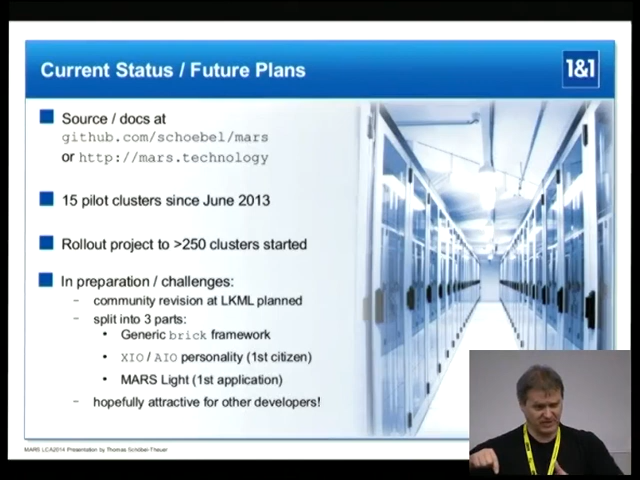 Current Status / Future Plans
1&1
Source / docs at
github.com/schoebel/mars
or http://mars.technology
15 pilot clusters since June 2013
Rollout project to >250 clusters started
In preparation / challenges:
– community revision at LKML planned
– split into 3 parts:
• Generic brick framework
• XIO / AIO personality (1st citizen)
• MARS Light (1st application)
– hopefully attractive for other developers!
MARS LCA2014 Presentation by Thomas Schöbel-Theuer